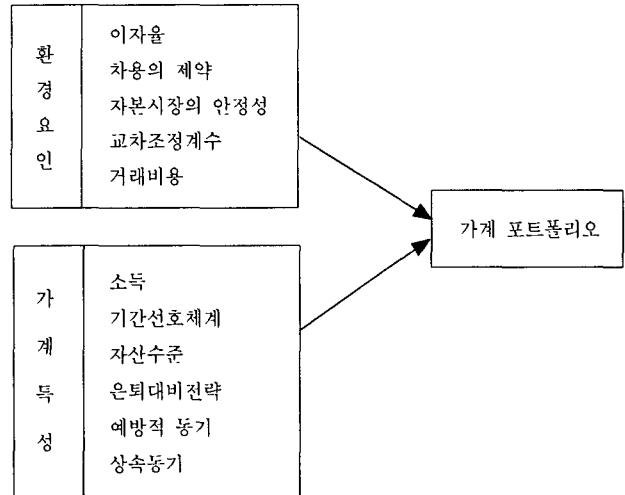 환경요인
이자율
차용의 제약
자본시장의 안정성
교차조정계수
거래비용
가계 포트폴리오
가계특성
소득
기간선호체계
자산수준
은퇴대비전략
예방적 동기
상속동기